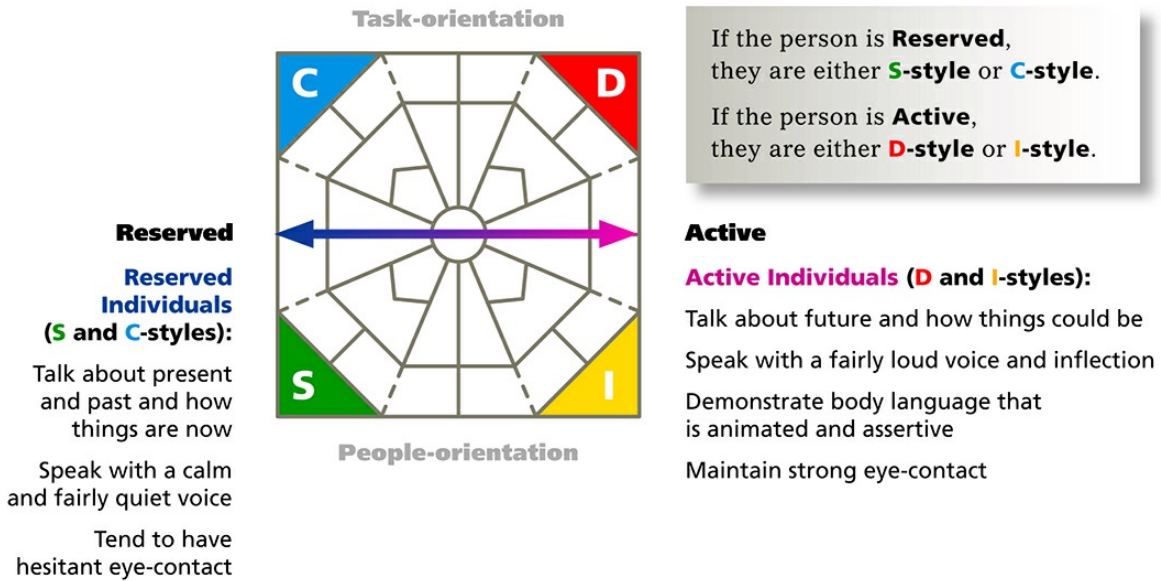 Task-orientation
C
D
If the person is Reserved,
they are either S-style or C-style.
If the person is Active,
they are either D-style or I-style.
Reserved
Reserved
Individuals
(S and C-styles):
Talk about present
and past and how
things are now
Speak with a calm
and fairly quiet voice
Tend to have
hesitant eye-contact
S
I
People-orientation
Active
Active Individuals (D and I-styles):
Talk about future and how things could be
Speak with a fairly loud voice and inflection
Demonstrate body language that
is animated and assertive
Maintain strong eye-contact